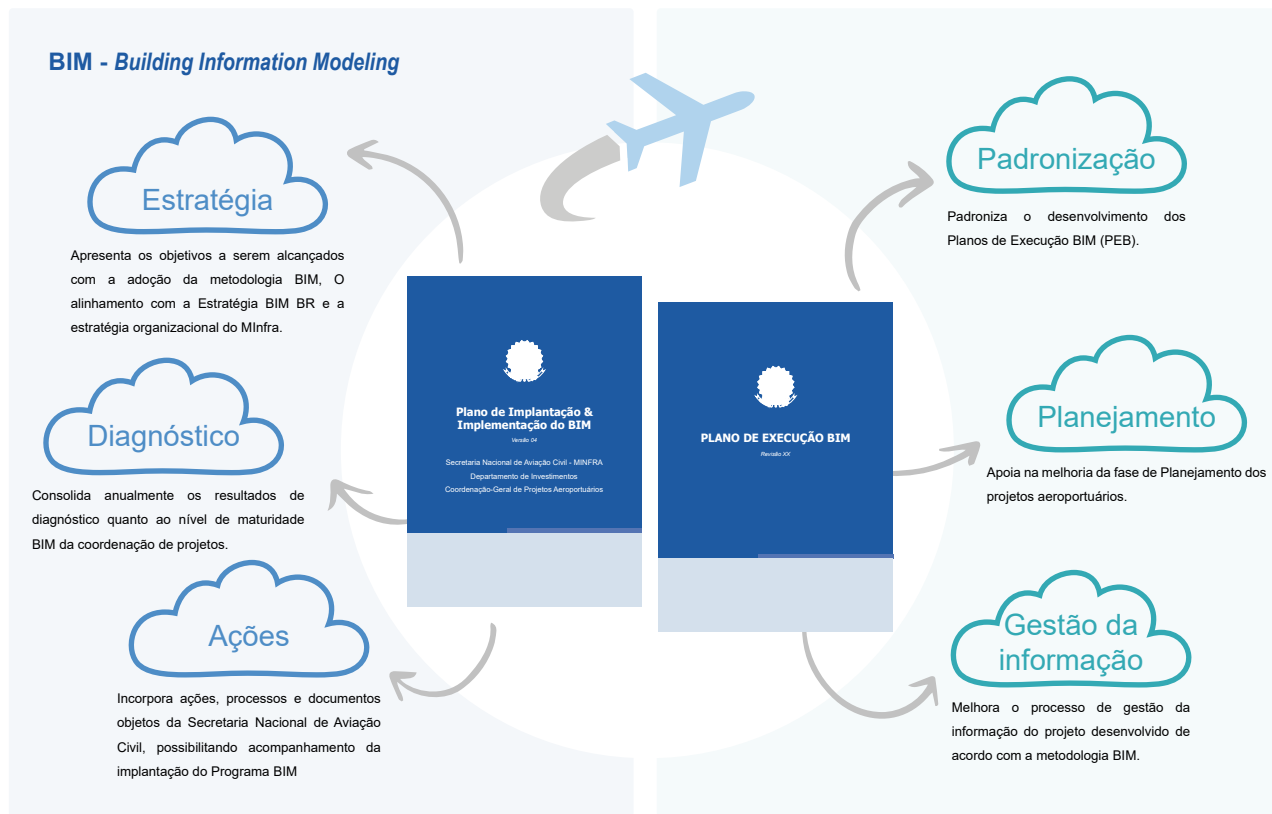 BIM - Building Information Modeling
Estratégia
Apresenta os objetivos a serem alcançados
com a adoção da metodologia BIM, O
alinhamento com a Estratégia BIM BR e a
estratégia organizacional do MInfra.
Diagnóstico
Consolida anualmente os resultados de
diagnóstico quanto ao nível de maturidade
BIM da coordenação de projetos.
Ações
Incorpora ações, processos e documentos
objetos da Secretaria Nacional de Aviação
Civil, possibilitando acompanhamento da
implantação do Programa BIM
Plano de Implantação &
Implementação do BIM
Versão 04
Secretaria Nacional de Aviação Civil - MINFRA
Departamento de Investimentos
Coordenação-Geral de Projetos Aeroportuários
PLANO DE EXECUÇÃO BIM
Revisão XX
Padronização
Padroniza o desenvolvimento dos
Planos de Execução BIM (PEB).
Planejamento
Apoia na melhoria da fase de Planejamento dos
projetos aeroportuários.
Gestão da
informação
Melhora o processo de gestão da
informação do projeto desenvolvido de
acordo com a metodologia BIM.